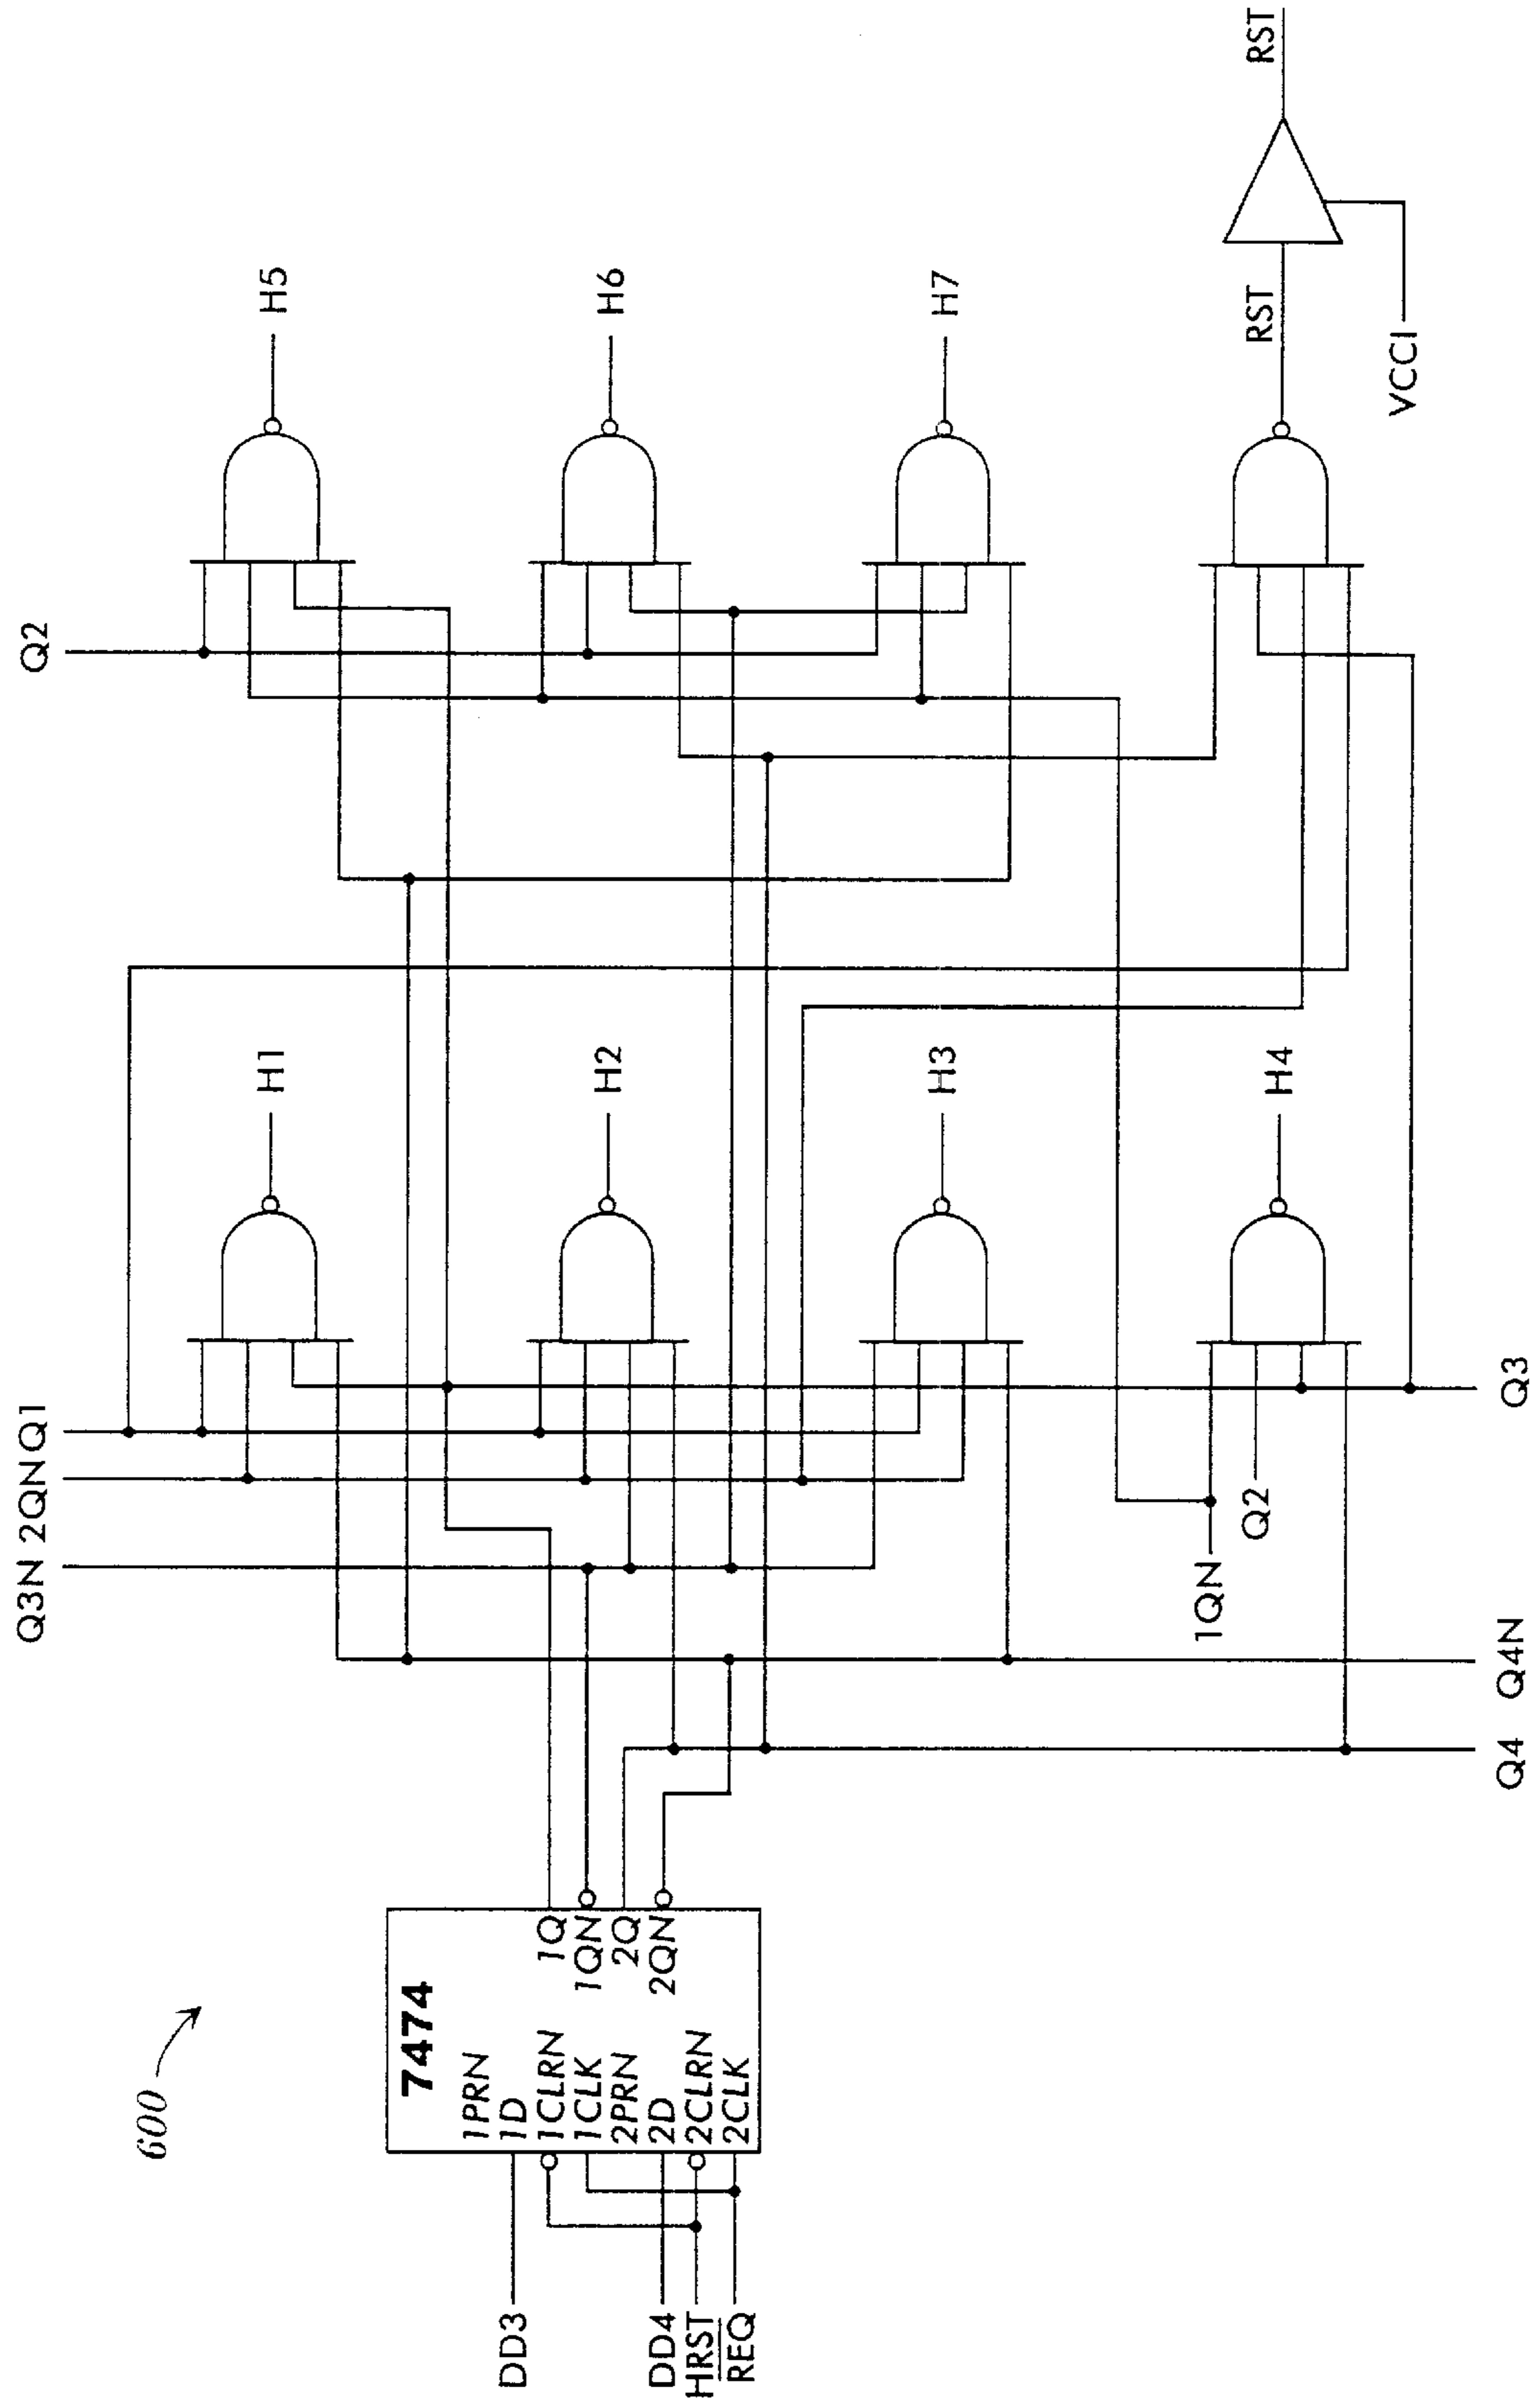 600
7474
1PRN
1D
1CLRN
1CLK
2PRN
2D
2CLRN
2CLK
1Q
1QN
2Q
2QN
DD3
DD4
HRST
REQ
Q3N
2QN
Q1
Q2
H1
H2
H3
H4
H5
H6
H7
RST
RST
VCCI
1QN
Q2
Q4
Q4N
Q3